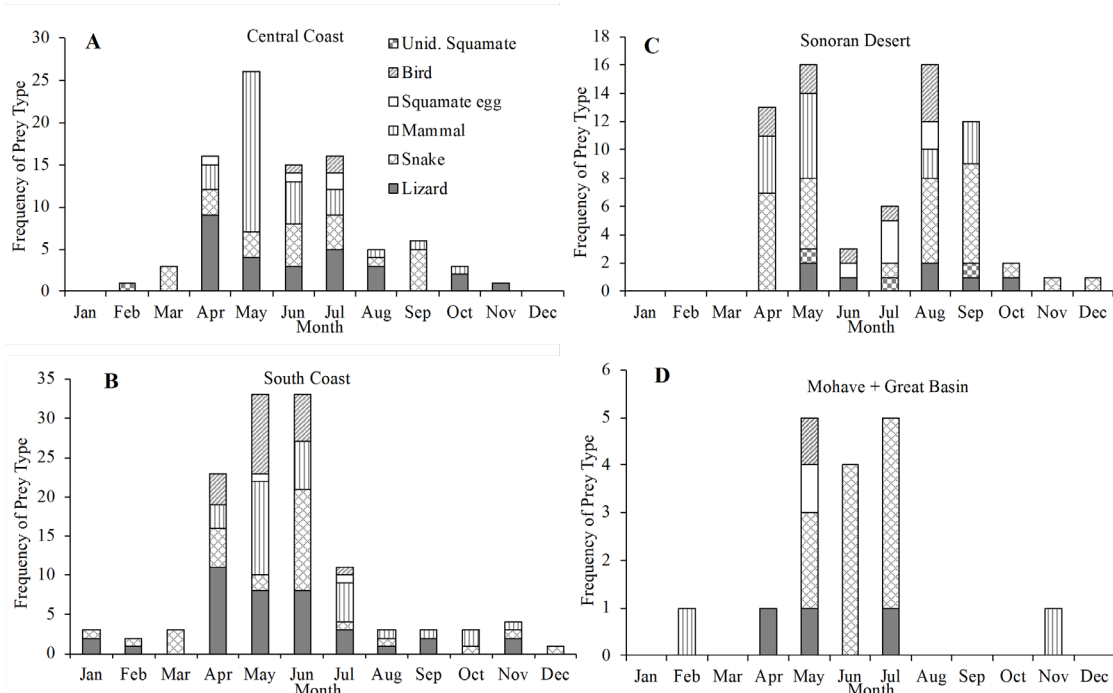 A
Central Coast
30
25
20
15
10
5
0
Frequency of Prey Type
Unid. Squamate
Bird
Squamate egg
Mammal
Snake
Lizard
Jan Feb Mar Apr May Jun Jul Aug Sep Oct Nov Dec
Month
C
Sonoran Desert
18
16
14
12
10
8
6
4
2
0
Frequency of Prey Type
Jan Feb Mar Apr May Jun Jul Aug Sep Oct Nov Dec
Month
B
South Coast
35
30
25
20
15
10
5
0
Frequency of Prey Type
Jan Feb Mar Apr May Jun Jul Aug Sep Oct Nov Dec
Month
D
Mohave + Great Basin
6
5
4
3
2
1
0
Frequency of Prey Type
Jan Feb Mar Apr May Jun Jul Aug Sep Oct Nov Dec
Month